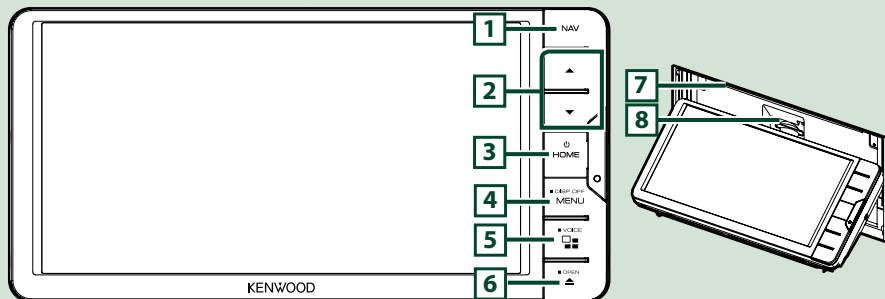 1
NAV
2
3
HOME
■ DISP OFF
4
MENU
■ VOICE
5
■ OPEN
6
KENWOOD
7
8